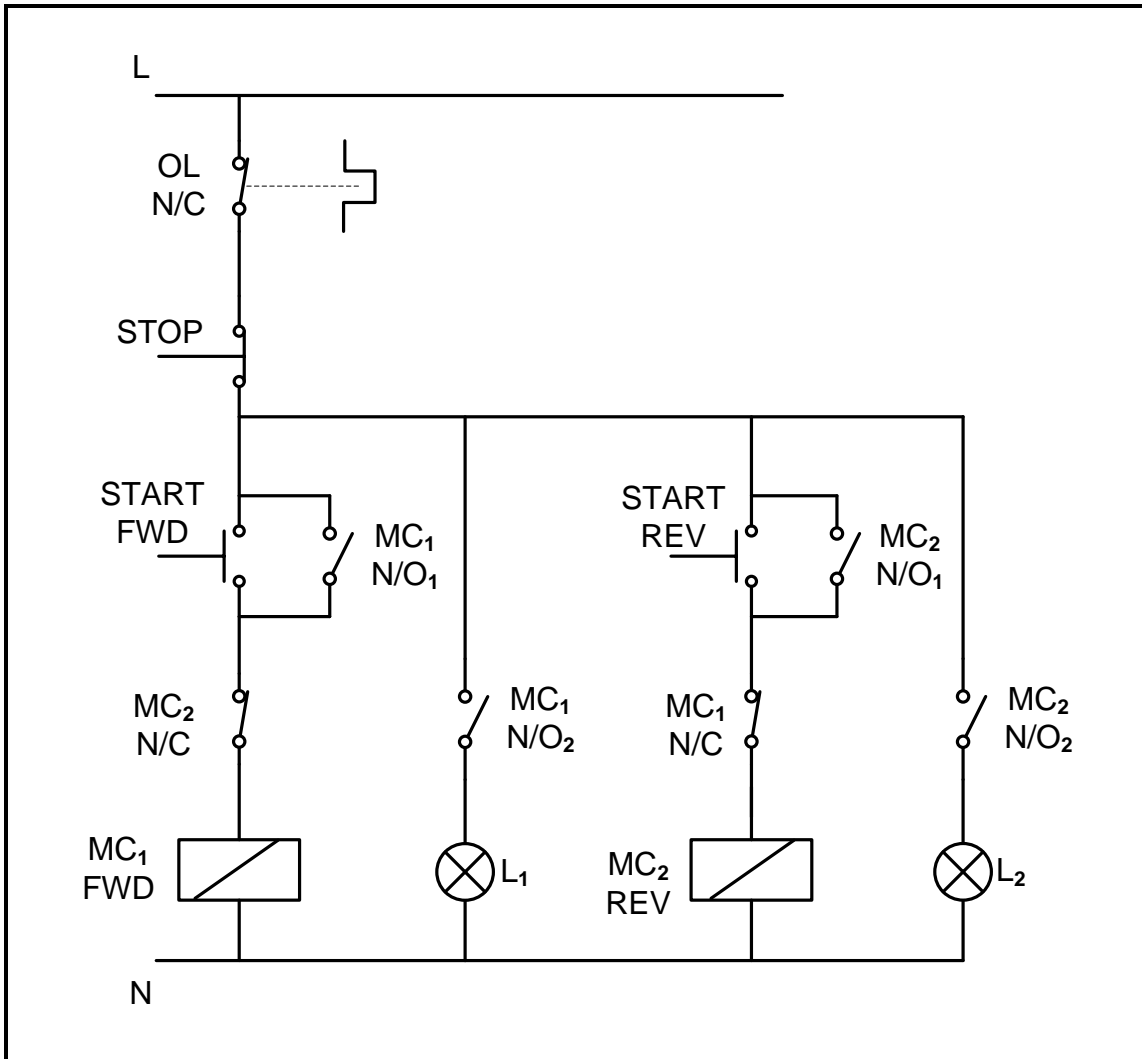 L
OL
N/C
STOP
START
FWD
MC₁
N/O₁
START
REV
MC₂
N/O₁
MC₂
N/C
MC₁
N/O₂
MC₁
N/C
MC₂
N/O₂
MC₁
FWD
L₁
MC₂
REV
L₂
N